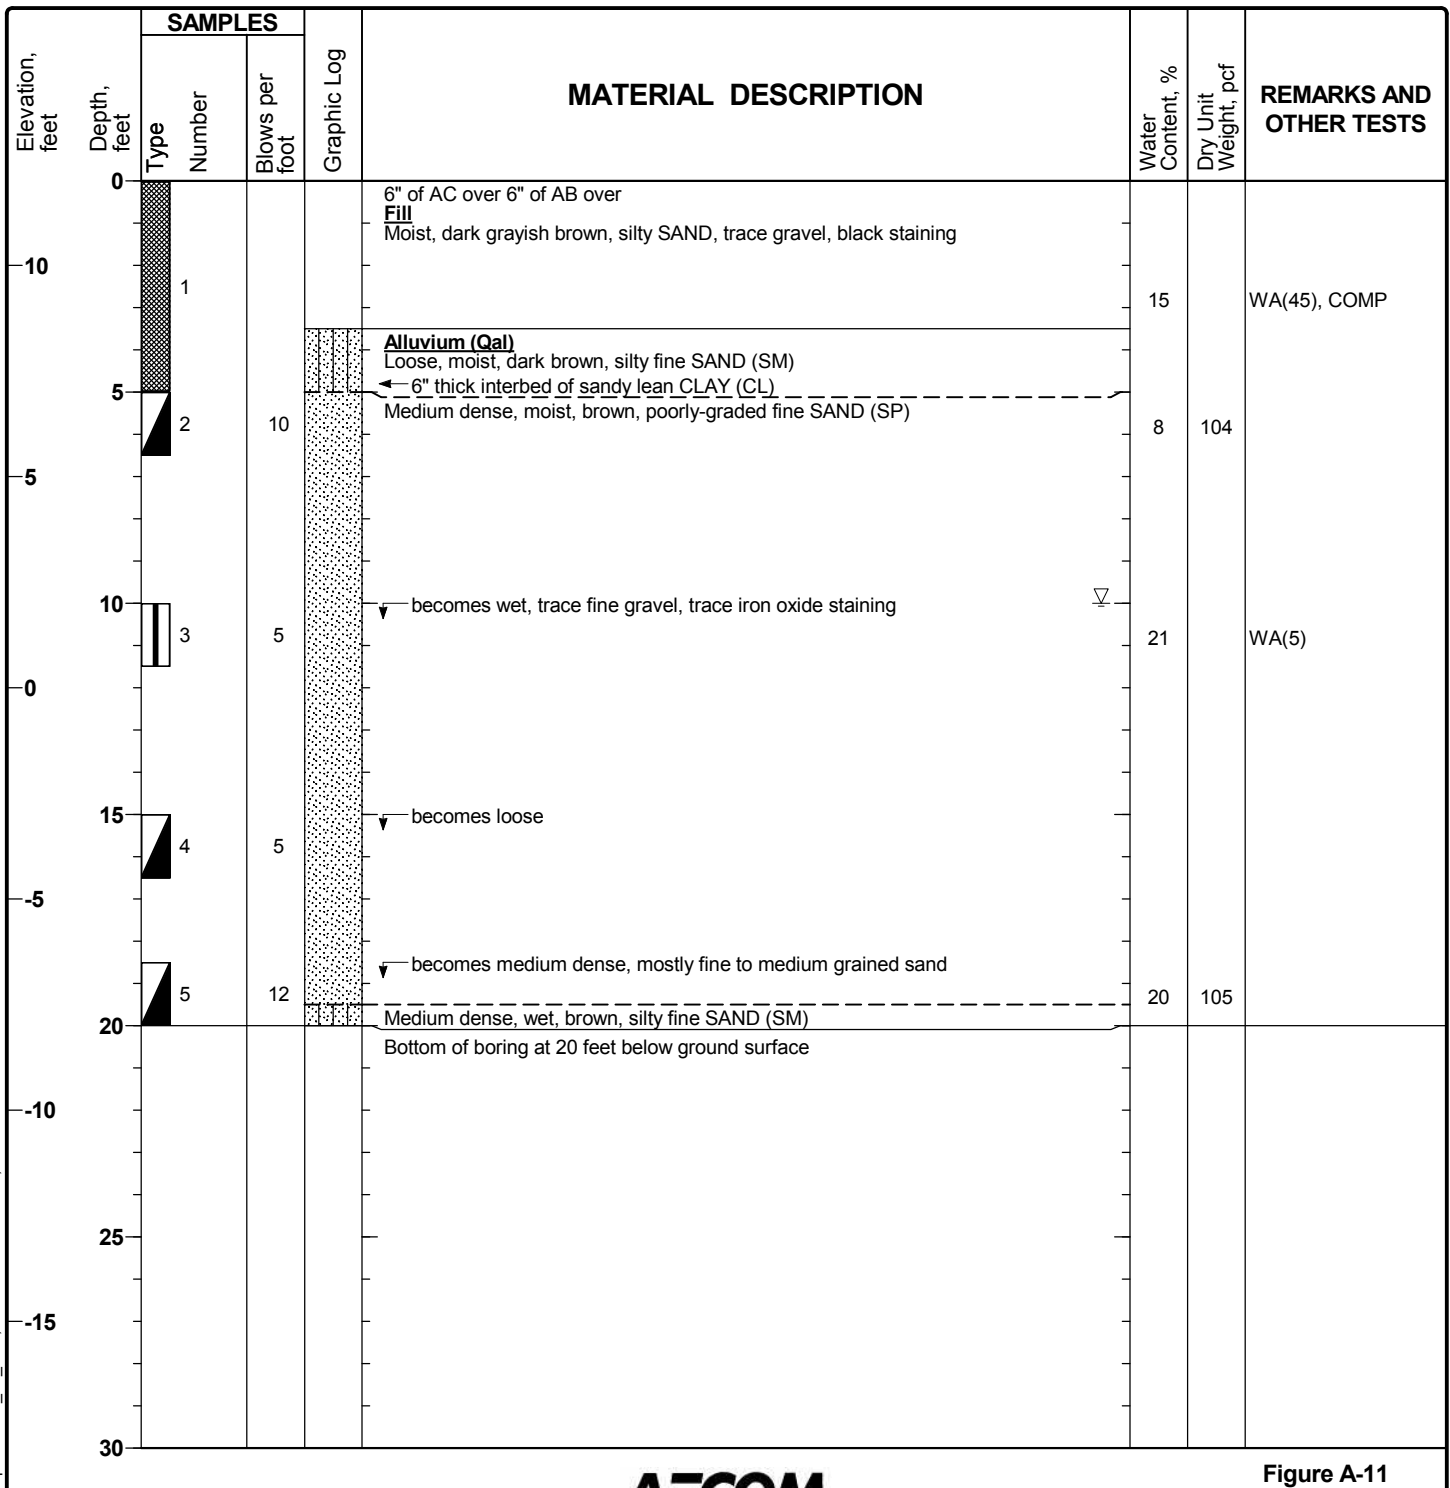 SAMPLES
Elevation, feet
Depth, feet
Type
Number
Blows per foot
Graphic Log
MATERIAL DESCRIPTION
Water Content, %
Dry Unit Weight, pcf
REMARKS AND
OTHER TESTS
0
6" of AC over 6" of AB over
Fill
Moist, dark grayish brown, silty SAND, trace gravel, black staining
10
1
15
WA(45), COMP
Alluvium (Qal)
Loose, moist, dark brown, silty fine SAND (SM)
6" thick interbed of sandy lean CLAY (CL)
5
Medium dense, moist, brown, poorly-graded fine SAND (SP)
2
10
8
104
5
10
becomes wet, trace fine gravel, trace iron oxide staining
3
5
21
WA(5)
0
15
becomes loose
4
5
-5
becomes medium dense, mostly fine to medium grained sand
5
12
20
105
Medium dense, wet, brown, silty fine SAND (SM)
20
Bottom of boring at 20 feet below ground surface
-10
25
-15
30
AECOM
Figure A-11